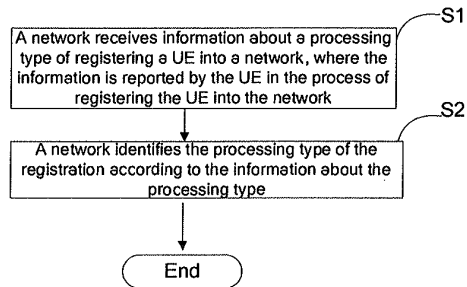 S1
A network receives information about a processing
type of registering a UE into a network, where the
information is reported by the UE in the process of
registering the UE into the network
S2
A network identifies the processing type of the
registration according to the information about the
processing type
End